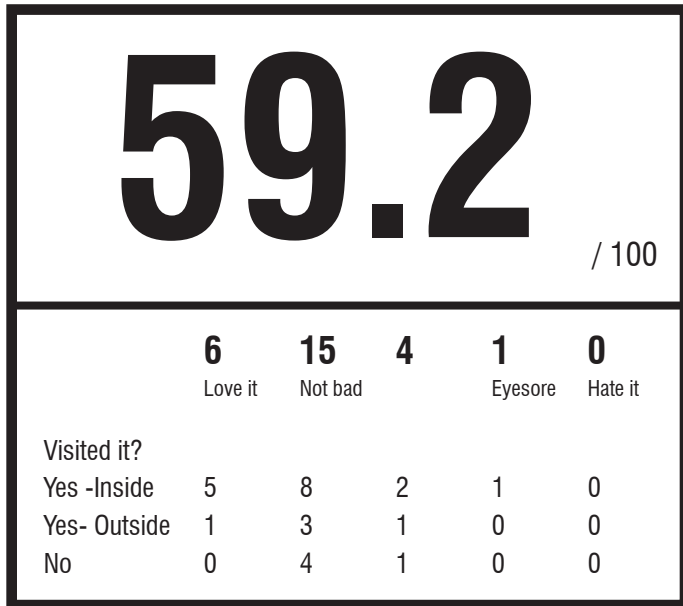 59.2
/ 100
6 15 4 1 0
Love it Not bad Eyesore Hate it
Visited it?
Yes -Inside 5 8 2 1 0
Yes- Outside 1 3 1 0 0
No 0 4 1 0 0